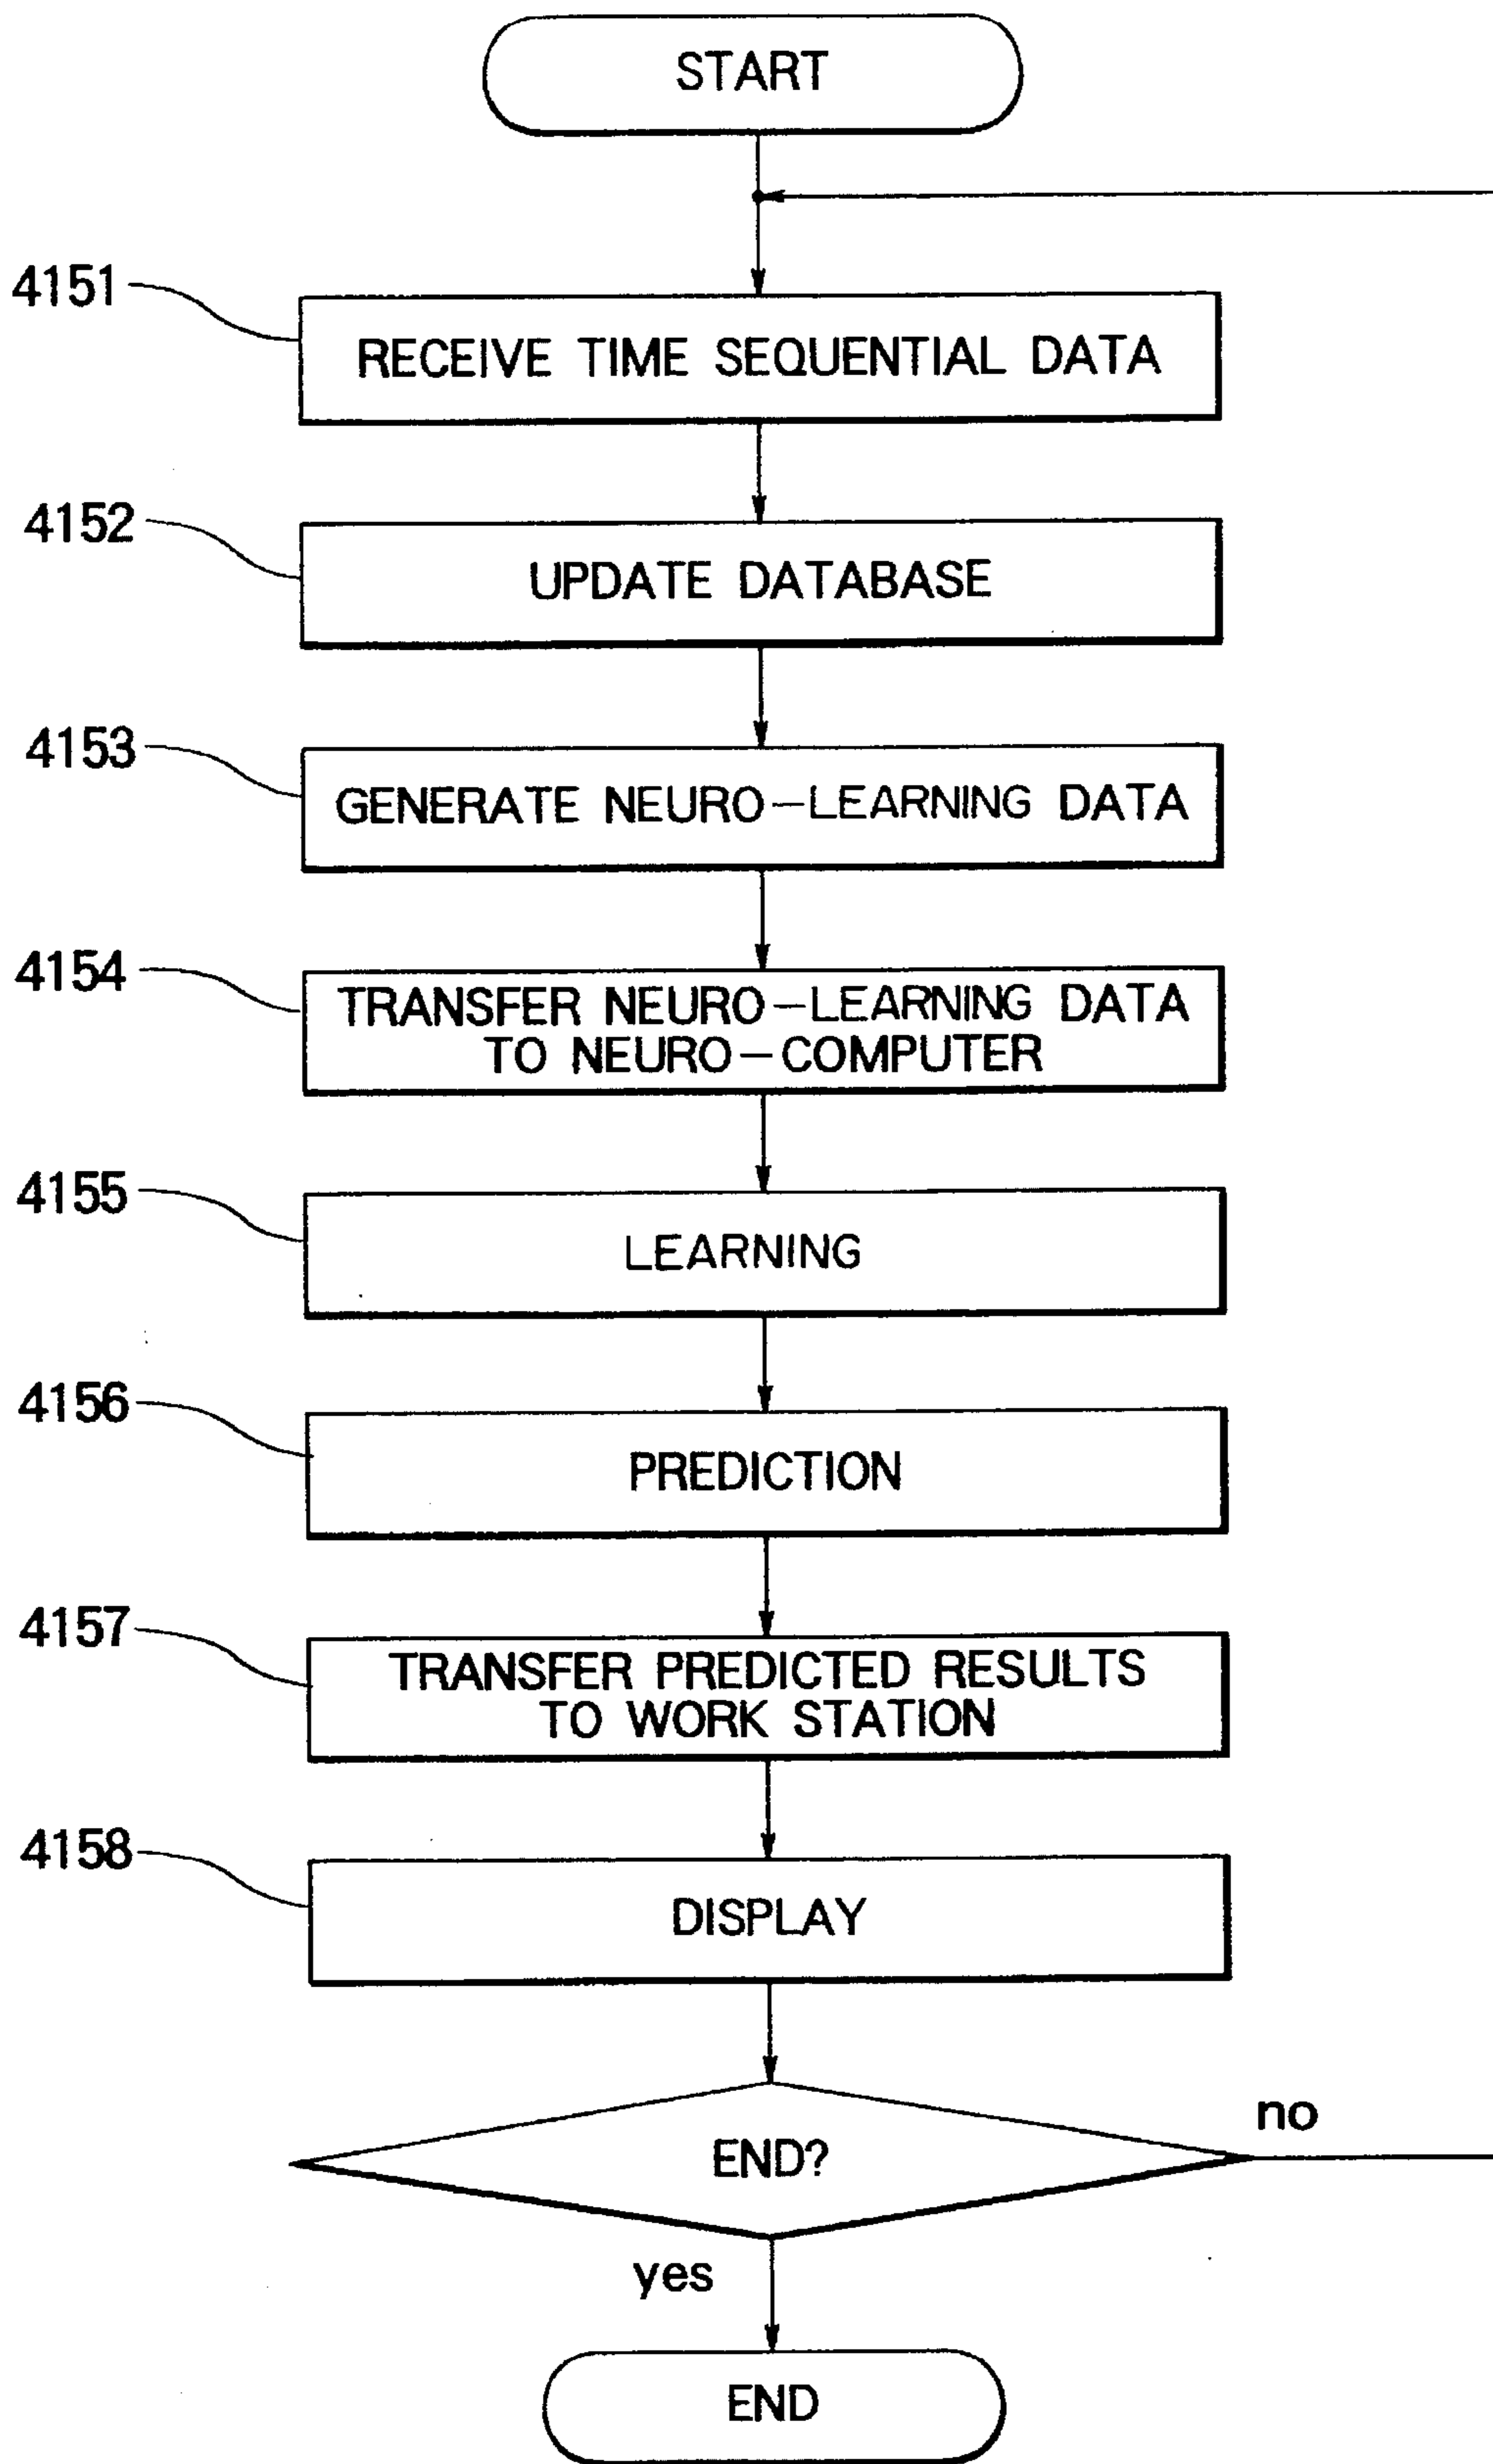 START
4151
RECEIVE TIME SEQUENTIAL DATA
4152
UPDATE DATABASE
4153
GENERATE NEURO-LEARNING DATA
4154
TRANSFER NEURO-LEARNING DATA
TO NEURO-COMPUTER
4155
LEARNING
4156
PREDICTION
4157
TRANSFER PREDICTED RESULTS
TO WORK STATION
4158
DISPLAY
END?
no
yes
END